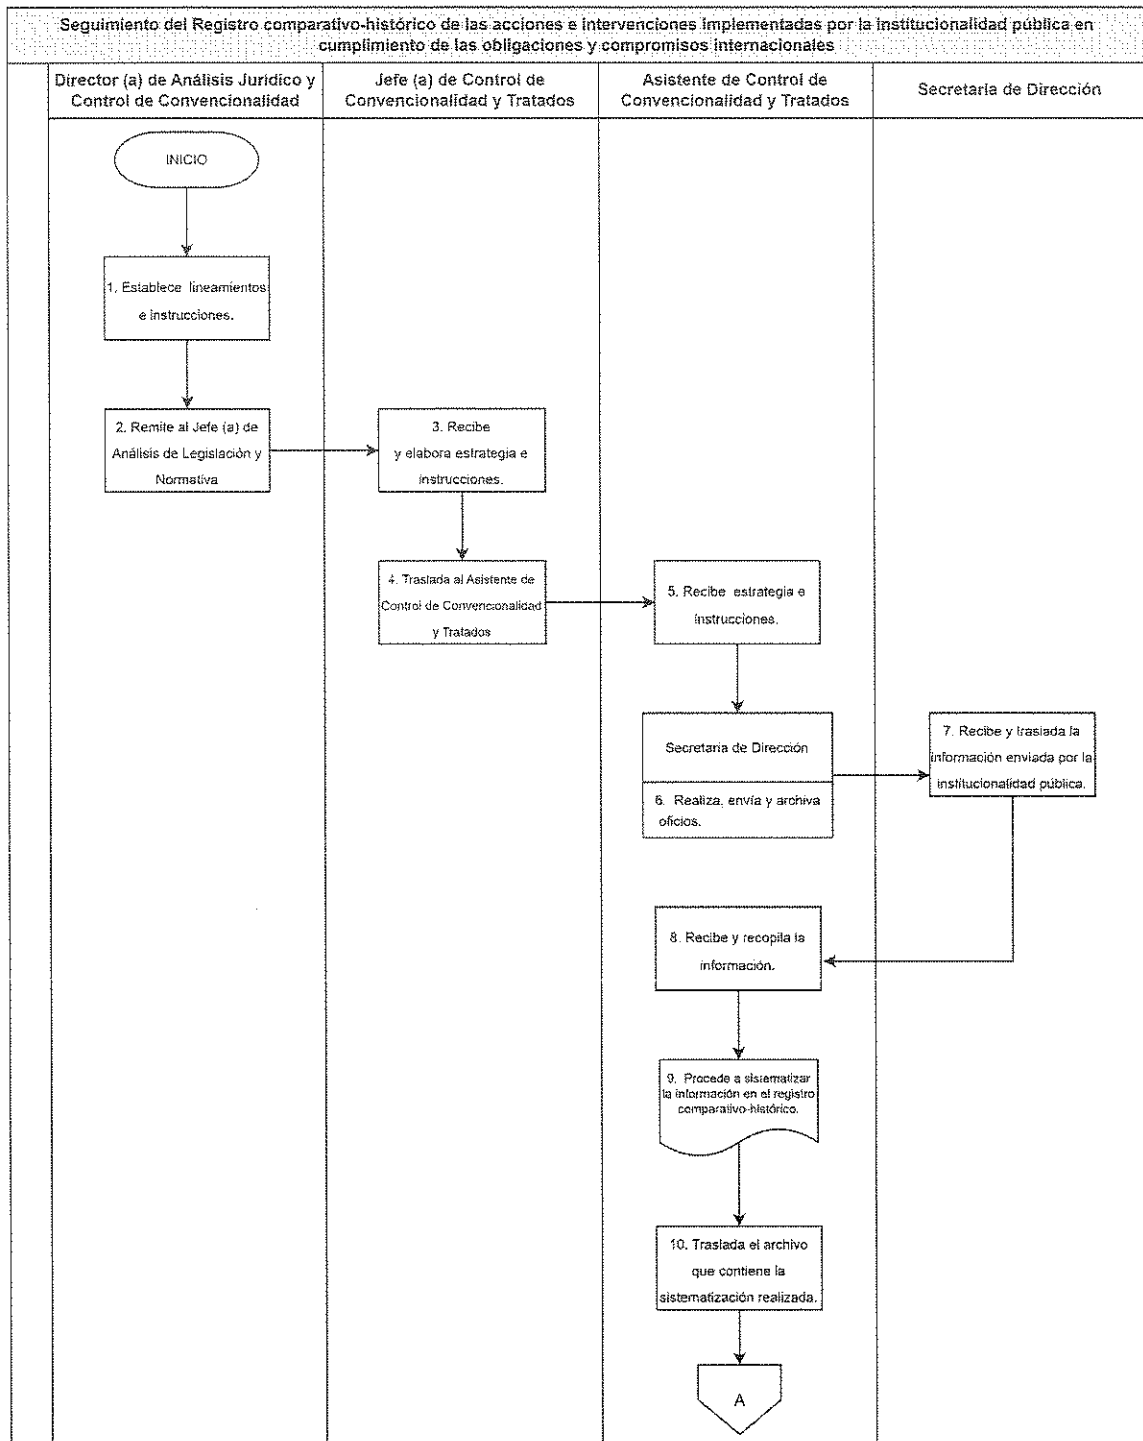 Seguimiento del Registro comparativo-histórico de las acciones e intervenciones implementadas por la institucionalidad pública en
cumplimiento de las obligaciones y compromisos internacionales
Director (a) de Análisis Jurídico y
Control de Convencionalidad
Jefe (a) de Control de
Convencionalidad y Tratados
Asistente de Control de
Convencionalidad y Tratados
Secretaria de Dirección
INICIO
1. Establece lineamientos
e instrucciones.
2. Remite al Jefe (a) de
Análisis de Legislación y
Normativa
3. Recibe
y elabora estrategia e
instrucciones.
4. Traslada al Asistente de
Control de Convencionalidad
y Tratados
5. Recibe estrategia e
instrucciones.
Secretaria de Dirección
6. Realiza, envía y archiva
oficios.
7. Recibe y traslada la
información enviada por la
institucionalidad pública.
8. Recibe y recopila la
información.
9. Procede a sistematizar
la información en el registro
comparativo-histórico.
10. Traslada el archivo
que contiene la
sistematización realizada.
A